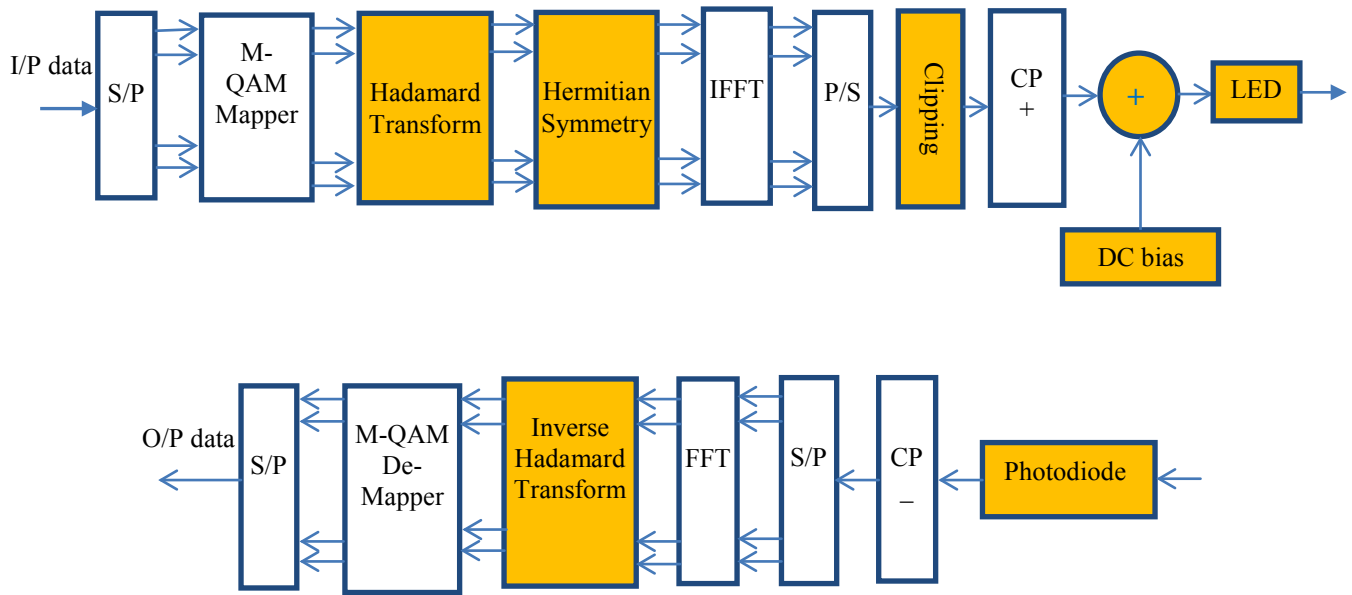 I/P data
S/P
M-
QAM
Mapper
Hadamard
Transform
Hermitian
Symmetry
IFFT
P/S
Clipping
CP
+
+
LED
DC bias
O/P data
S/P
M-QAM
De-
Mapper
Inverse
Hadamard
Transform
FFT
S/P
CP
–
Photodiode